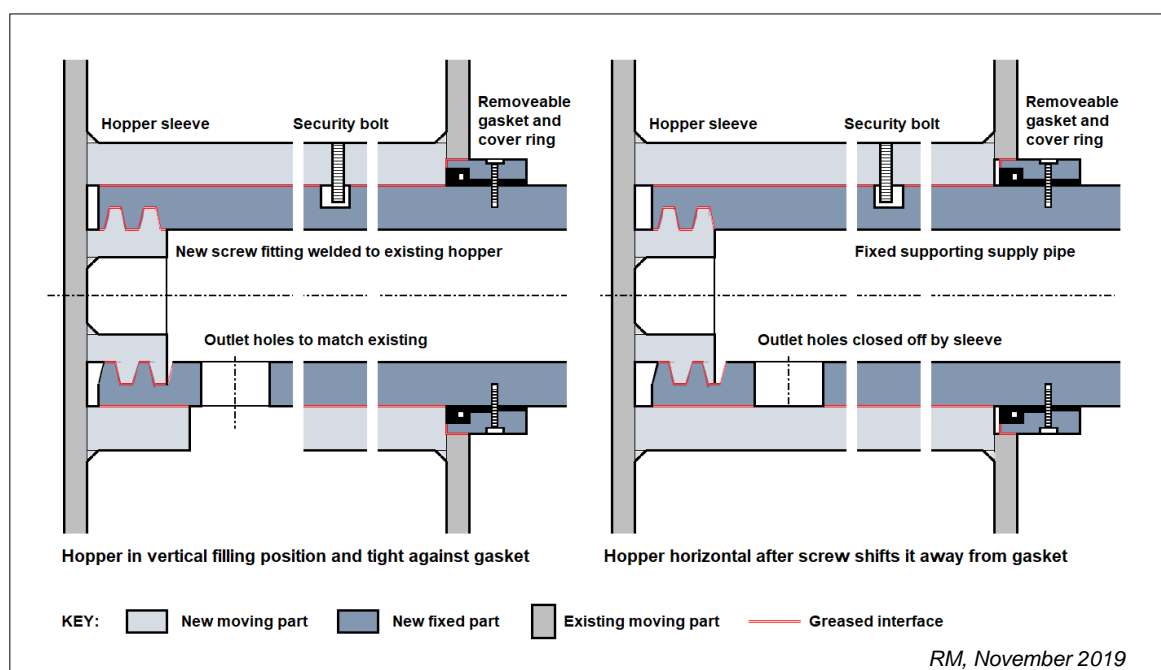 Hopper sleeve
Security bolt
Removeable
gasket and
cover ring
New screw fitting welded to existing hopper
Outlet holes to match existing
Hopper in vertical filling position and tight against gasket
Hopper sleeve
Security bolt
Removeable
gasket and
cover ring
Fixed supporting supply pipe
Outlet holes closed off by sleeve
Hopper horizontal after screw shifts it away from gasket
KEY: New moving part New fixed part Existing moving part Greased interface
RM, November 2019